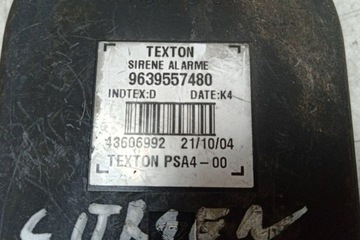 TEXTON
SIRENE ALARME
9639557480
INDTEX:D DATE:K4
43606992 21/10/04
TEXTON PSA4-00
CITROEN